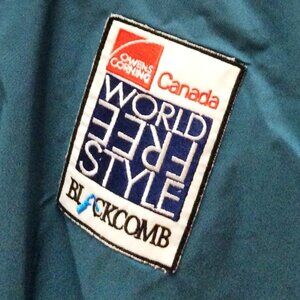 OWENS
CORNING
Canada
WORLD
FREE
STYLE
BLACKCOMB